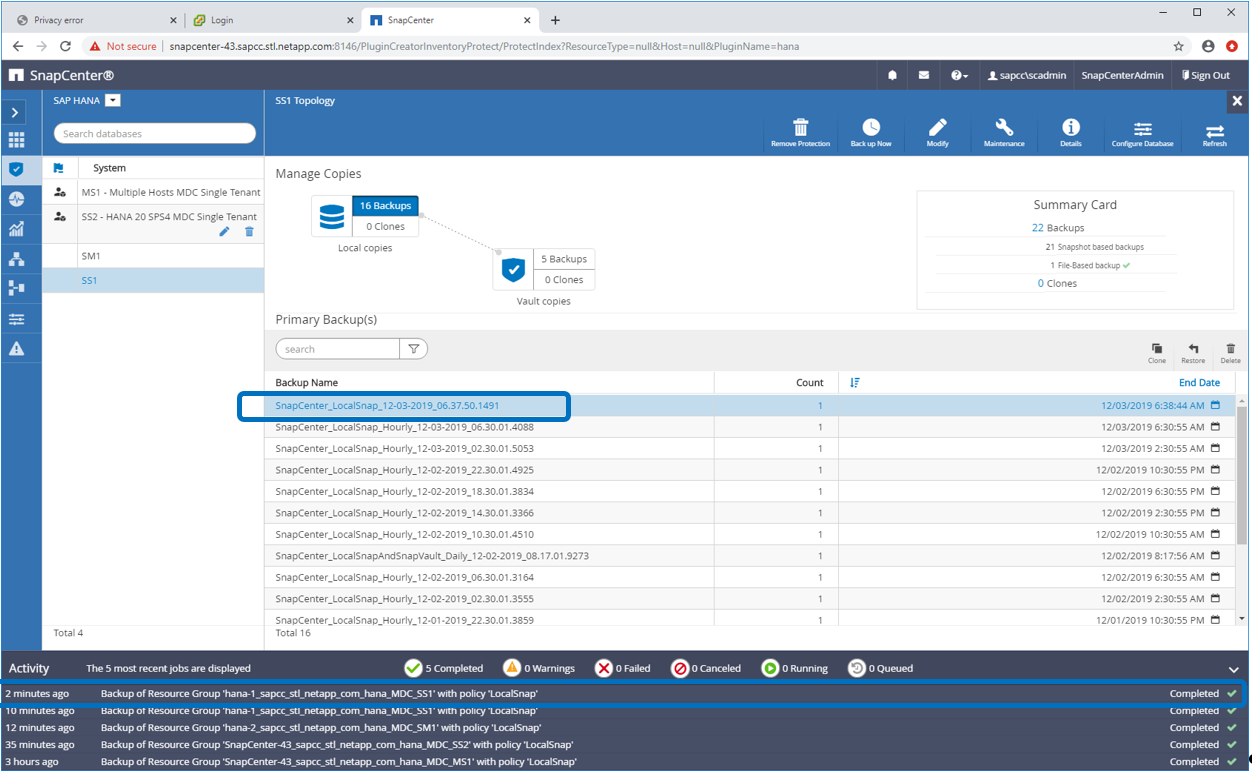 Privacy error
Login
SnapCenter
Not secure snapcenter-43.sapcc.stl.netapp.com:8146/PluginCreatorInventoryProtect/ProtectIndex?ResourceType=null&Host=null&PluginName=hana
SnapCenter®
sapcc\scadmin SnapCenterAdmin Sign Out
SAP HANA
SS1 Topology
Search databases
Remove Protection Back up Now Modify Maintenance Details Configure Database Refresh
System
MS1 - Multiple Hosts MDC Single Tenant
SS2 - HANA 20 SPS4 MDC Single Tenant
SM1
SS1
Total 4
Manage Copies
16 Backups
0 Clones
Local copies
5 Backups
0 Clones
Vault copies
Summary Card
22 Backups
21 Snapshot based backups
1 File-Based backup
0 Clones
Primary Backup(s)
search
Clone Restore Delete
Backup Name Count End Date
SnapCenter_LocalSnap_12-03-2019_06.37.50.1491 1 12/03/2019 6:38:44 AM
SnapCenter_LocalSnap_Hourly_12-03-2019_06.30.01.4088 1 12/03/2019 6:30:55 AM
SnapCenter_LocalSnap_Hourly_12-03-2019_02.30.01.5053 1 12/03/2019 2:30:55 AM
SnapCenter_LocalSnap_Hourly_12-02-2019_22.30.01.4925 1 12/02/2019 10:30:55 PM
SnapCenter_LocalSnap_Hourly_12-02-2019_18.30.01.3834 1 12/02/2019 6:30:55 PM
SnapCenter_LocalSnap_Hourly_12-02-2019_14.30.01.3366 1 12/02/2019 2:30:55 PM
SnapCenter_LocalSnap_Hourly_12-02-2019_10.30.01.4510 1 12/02/2019 10:30:55 AM
SnapCenter_LocalSnapAndSnapVault_Daily_12-02-2019_08.17.01.9273 1 12/02/2019 8:17:56 AM
SnapCenter_LocalSnap_Hourly_12-02-2019_06.30.01.3164 1 12/02/2019 6:30:55 AM
SnapCenter_LocalSnap_Hourly_12-02-2019_02.30.01.3555 1 12/02/2019 2:30:55 AM
SnapCenter_LocalSnap_Hourly_12-01-2019_22.30.01.3859 1 12/01/2019 10:30:55 PM
Total 16
Activity The 5 most recent jobs are displayed 5 Completed 0 Warnings 0 Failed 0 Canceled 0 Running 0 Queued
2 minutes ago Backup of Resource Group 'hana-1_sapcc_stl_netapp_com_hana_MDC_SS1' with policy 'LocalSnap' Completed
10 minutes ago Backup of Resource Group 'hana-1_sapcc_stl_netapp_com_hana_MDC_SS1' with policy 'LocalSnap' Completed
12 minutes ago Backup of Resource Group 'hana-2_sapcc_stl_netapp_com_hana_MDC_SM1' with policy 'LocalSnap' Completed
35 minutes ago Backup of Resource Group 'SnapCenter-43_sapcc_stl_netapp_com_hana_MDC_SS2' with policy 'LocalSnap' Completed
3 hours ago Backup of Resource Group 'SnapCenter-43_sapcc_stl_netapp_com_hana_MDC_MS1' with policy 'LocalSnap' Completed